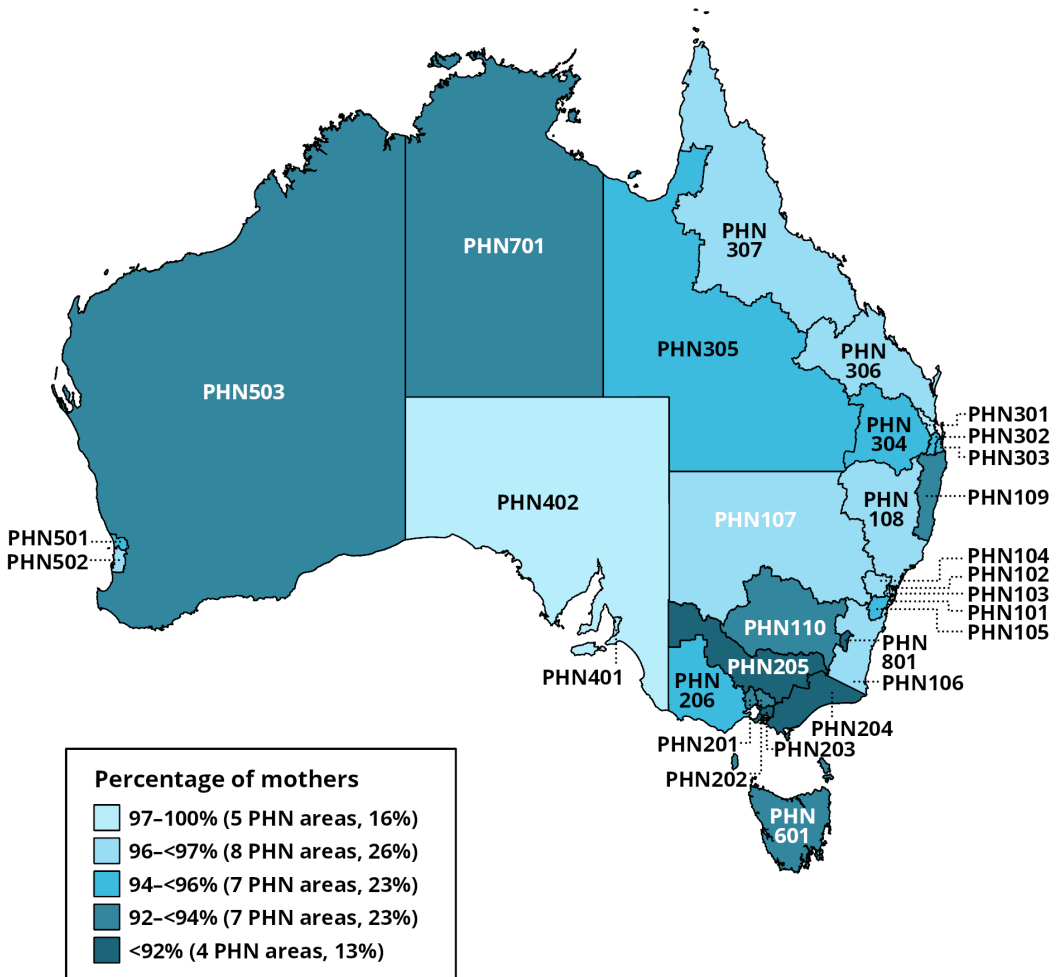 PHN
307
PHN701
PHN305
PHN
306
PHN503
PHN301
PHN
304
PHN302
PHN303
PHN402
PHN
108
PHN109
PHN107
PHN501
PHN502
PHN104
PHN102
PHN103
PHN101
PHN105
PHN110
PHN
801
PHN205
PHN401
PHN
206
PHN106
PHN204
PHN201
PHN203
PHN202
PHN
601
Percentage of mothers
97–100% (5 PHN areas, 16%)
96–<97% (8 PHN areas, 26%)
94–<96% (7 PHN areas, 23%)
92–<94% (7 PHN areas, 23%)
<92% (4 PHN areas, 13%)